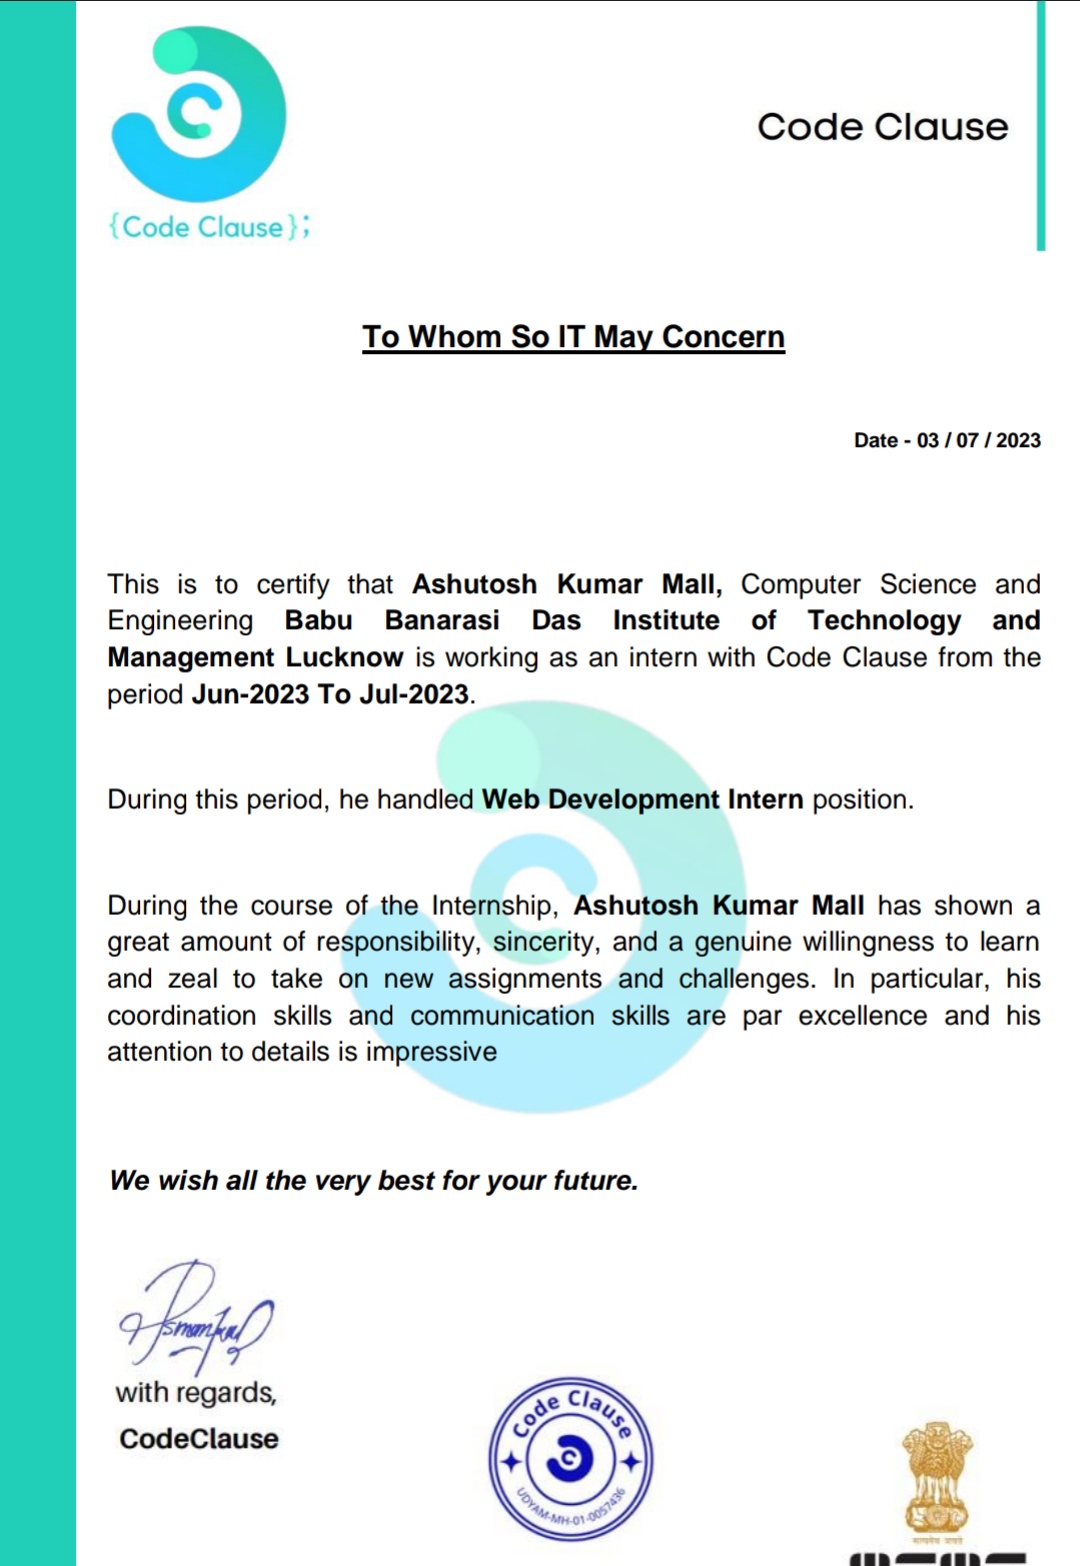 {Code Clause};
Code Clause
To Whom So IT May Concern
Date - 03 / 07 / 2023
This is to certify that Ashutosh Kumar Mall, Computer Science and
Engineering Babu Banarasi Das Institute of Technology and
Management Lucknow is working as an intern with Code Clause from the
period Jun-2023 To Jul-2023.
During this period, he handled Web Development Intern position.
During the course of the Internship, Ashutosh Kumar Mall has shown a
great amount of responsibility, sincerity, and a genuine willingness to learn
and zeal to take on new assignments and challenges. In particular, his
coordination skills and communication skills are par excellence and his
attention to details is impressive
We wish all the very best for your future.
with regards,
CodeClause
Code Clause
UDYAM-MH-01-0057436
सत्यमेव जयते